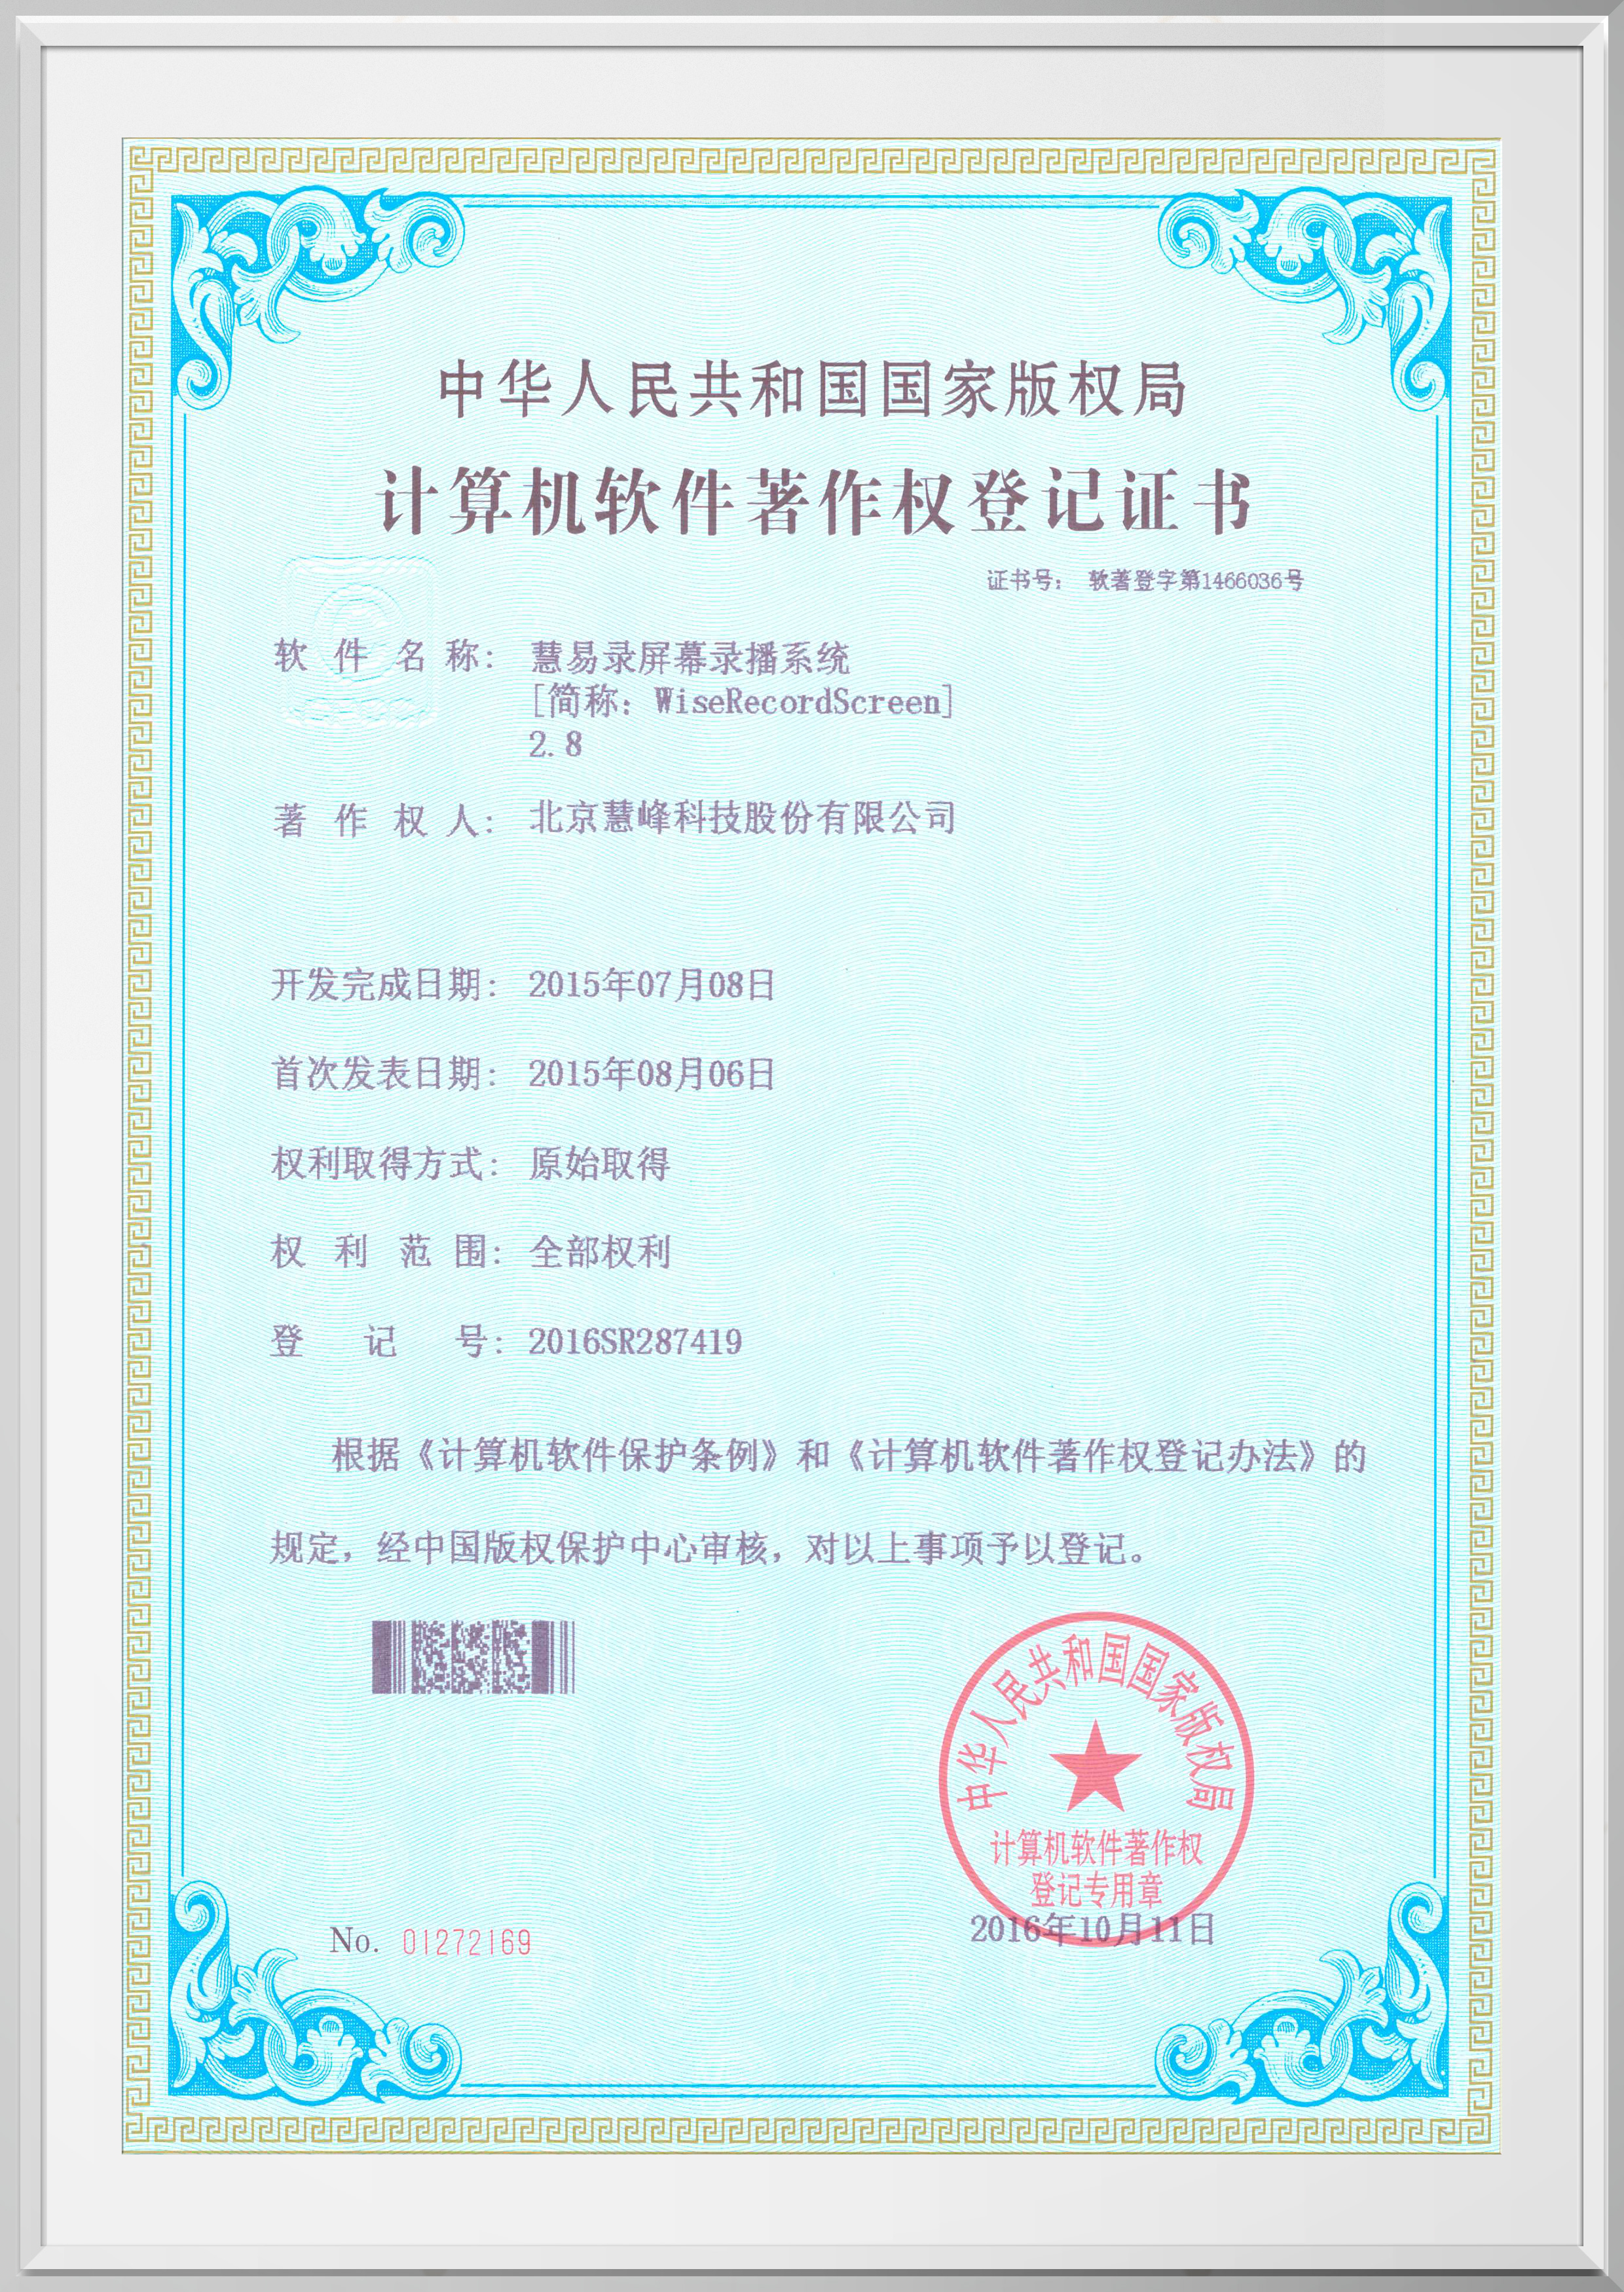 中华人民共和国国家版权局
计算机软件著作权登记证书
证书号： 软著登字第1466036号
软件名称： 慧易录屏幕录播系统
[简称：WiseRecordScreen]
2.8
著作权人： 北京慧峰科技股份有限公司
开发完成日期： 2015年07月08日
首次发表日期： 2015年08月06日
权利取得方式： 原始取得
权利范围： 全部权利
登记号： 2016SR287419
根据《计算机软件保护条例》和《计算机软件著作权登记办法》的
规定，经中国版权保护中心审核，对以上事项予以登记。
中华人民共和国国家版权局
计算机软件著作权
登记专用章
2016年10月11日
No. 01272169